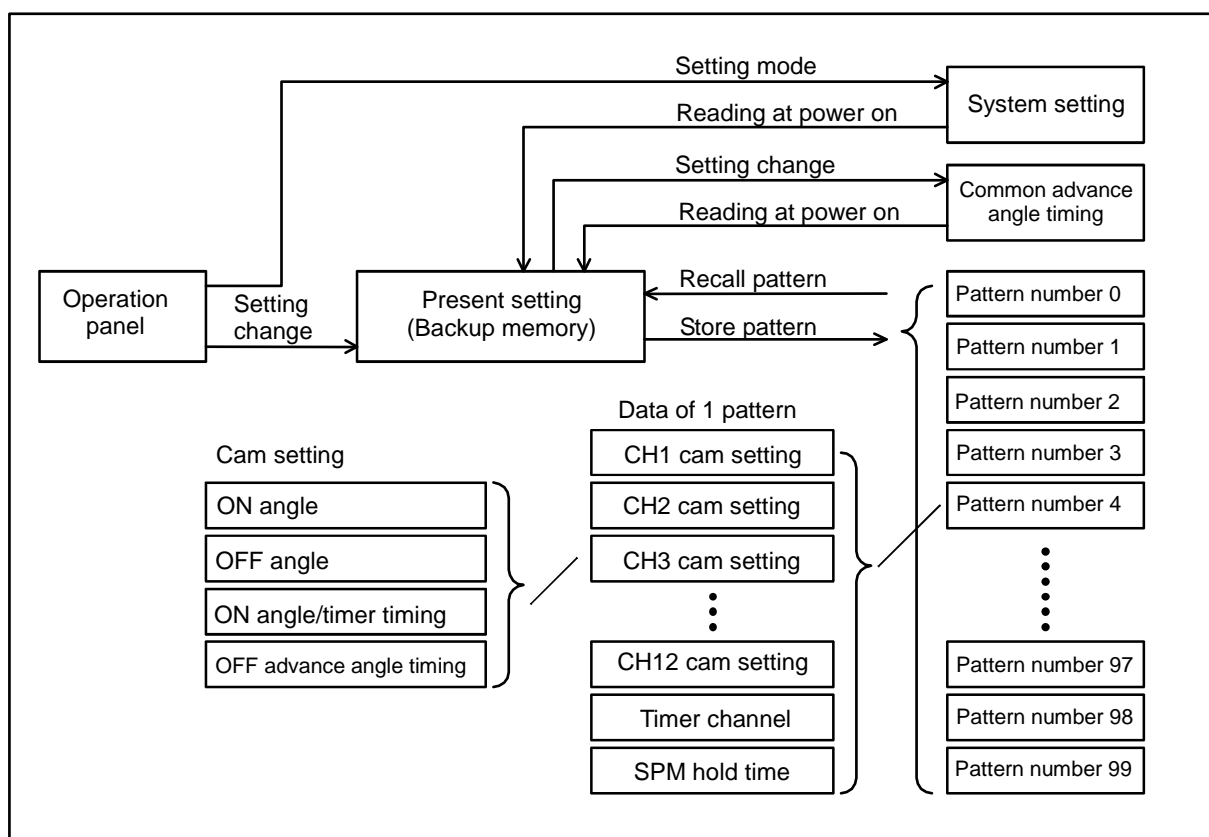 Setting mode
System setting
Reading at power on
Setting change
Common advance
angle timing
Reading at power on
Operation
panel
Setting
change
Present setting
(Backup memory)
Recall pattern
Store pattern
Pattern number 0
Pattern number 1
Pattern number 2
Pattern number 3
Pattern number 4
Pattern number 97
Pattern number 98
Pattern number 99
Data of 1 pattern
CH1 cam setting
CH2 cam setting
CH3 cam setting
CH12 cam setting
Timer channel
SPM hold time
Cam setting
ON angle
OFF angle
ON angle/timer timing
OFF advance angle timing